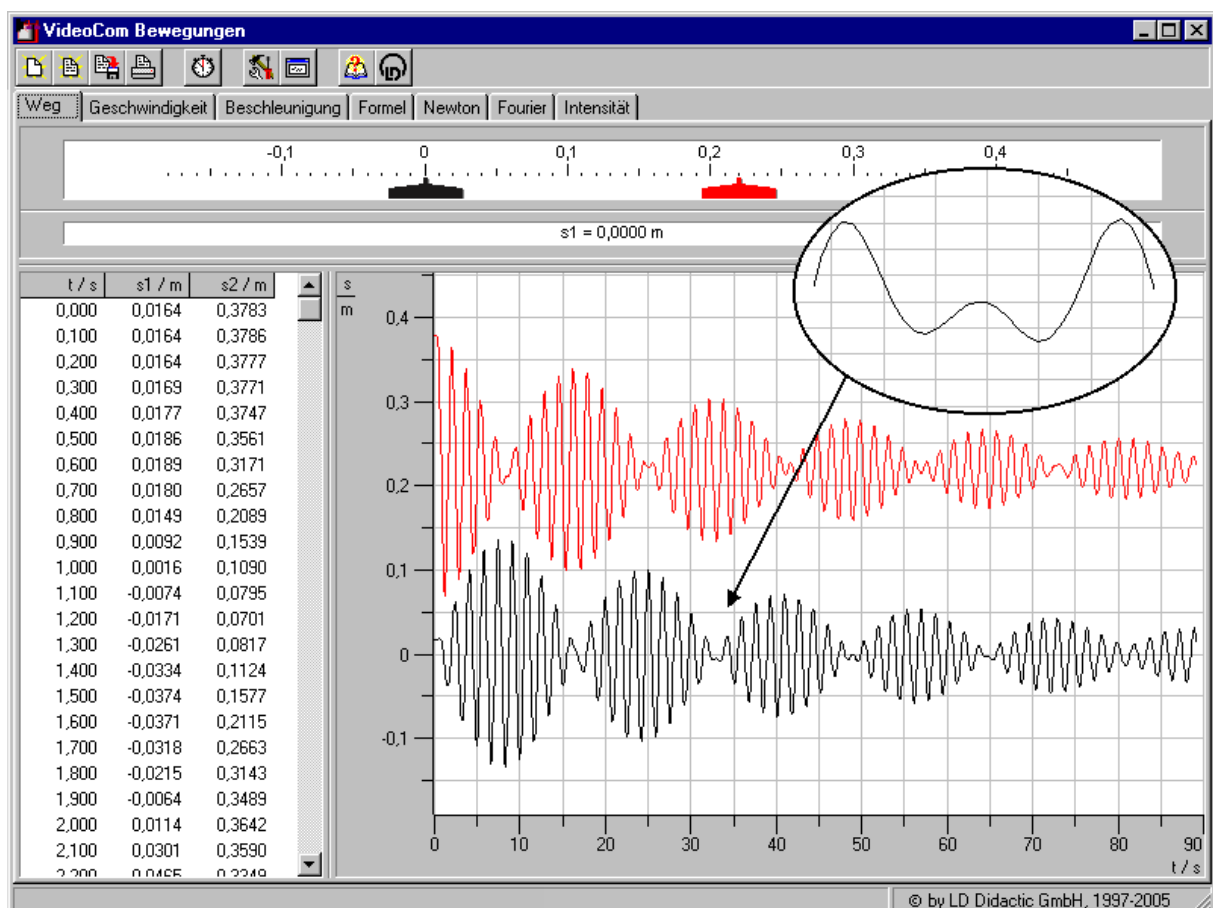 VideoCom Bewegungen
Weg Geschwindigkeit Beschleunigung Formel Newton Fourier Intensität
-0,1 0 0,1 0,2 0,3 0,4
s1 = 0,0000 m
t / s s1 / m s2 / m
0,000 0,0164 0,3783
0,100 0,0164 0,3786
0,200 0,0164 0,3777
0,300 0,0169 0,3771
0,400 0,0177 0,3747
0,500 0,0186 0,3561
0,600 0,0189 0,3171
0,700 0,0180 0,2657
0,800 0,0149 0,2089
0,900 0,0092 0,1539
1,000 0,0016 0,1090
1,100 -0,0074 0,0795
1,200 -0,0171 0,0701
1,300 -0,0261 0,0817
1,400 -0,0334 0,1124
1,500 -0,0374 0,1577
1,600 -0,0371 0,2115
1,700 -0,0318 0,2663
1,800 -0,0215 0,3143
1,900 -0,0064 0,3489
2,000 0,0114 0,3642
2,100 0,0301 0,3590
s
m
0,4
0,3
0,2
0,1
0
-0,1
0 10 20 30 40 50 60 70 80 90
t / s
© by LD Didactic GmbH, 1997-2005